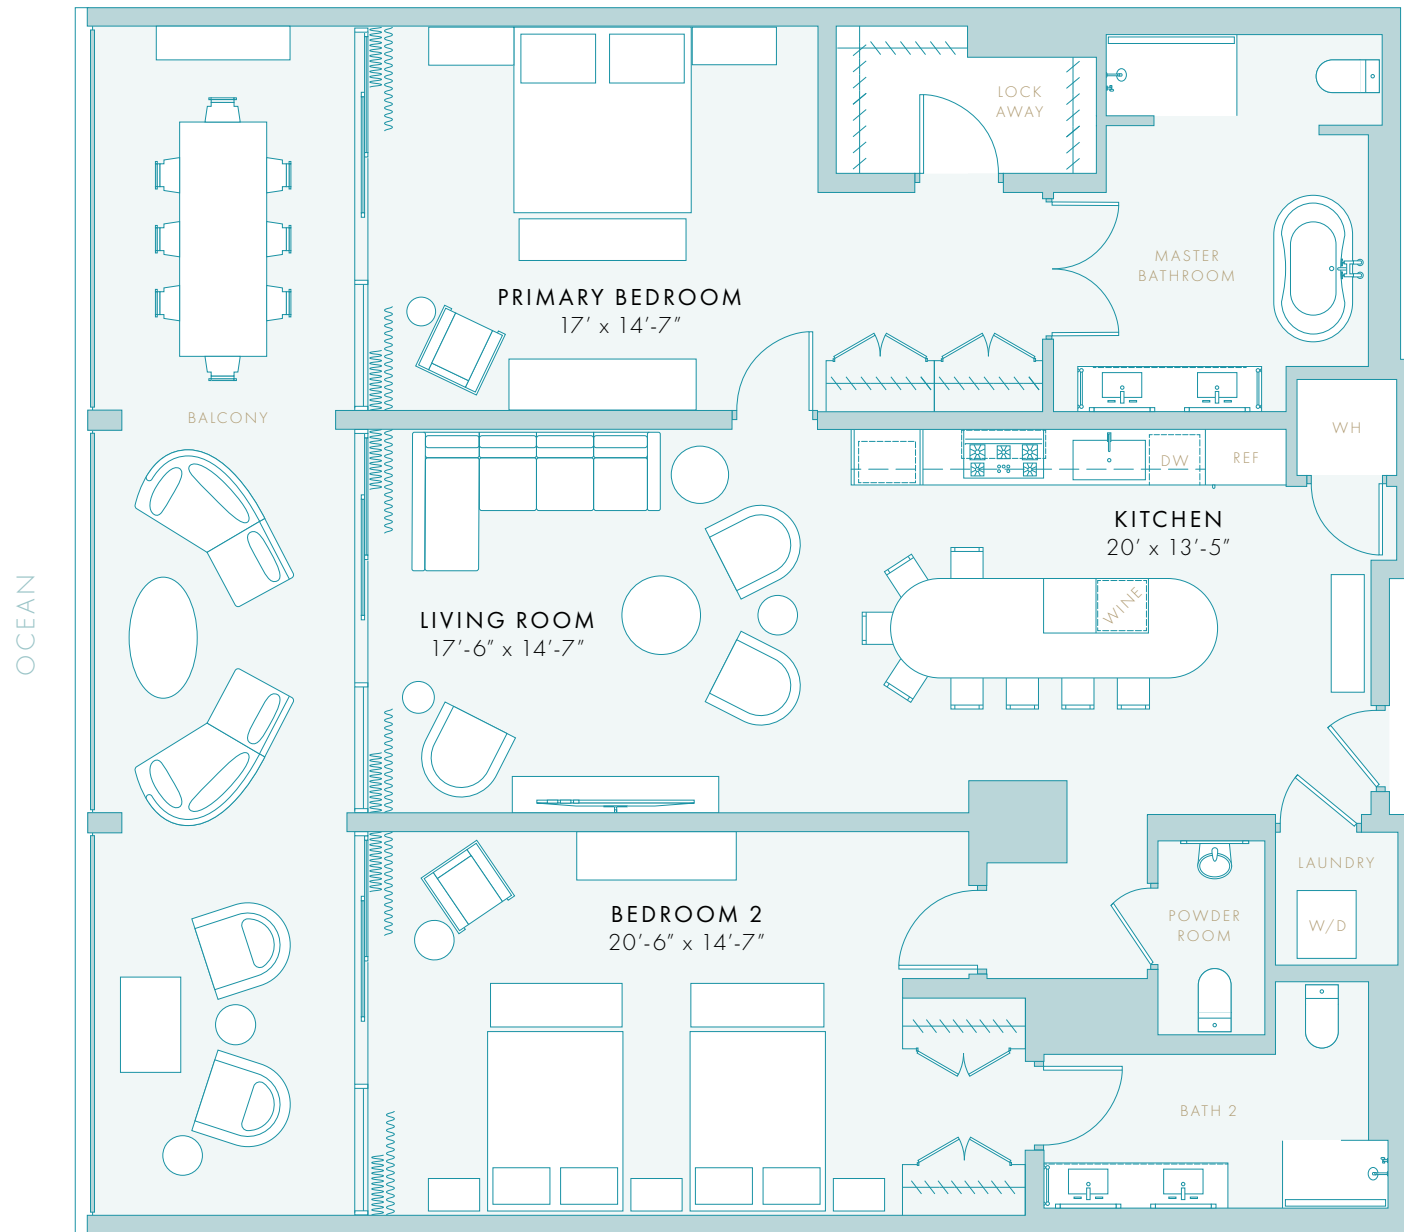 LOCK
AWAY
MASTER
BATHROOM
PRIMARY BEDROOM
17’ x 14’-7”
BALCONY
WH
DW
REF
KITCHEN
20’ x 13’-5”
WINE
OCEAN
LIVING ROOM
17’-6” x 14’-7”
LAUNDRY
W/D
POWDER
ROOM
BEDROOM 2
20’-6” x 14’-7”
BATH 2